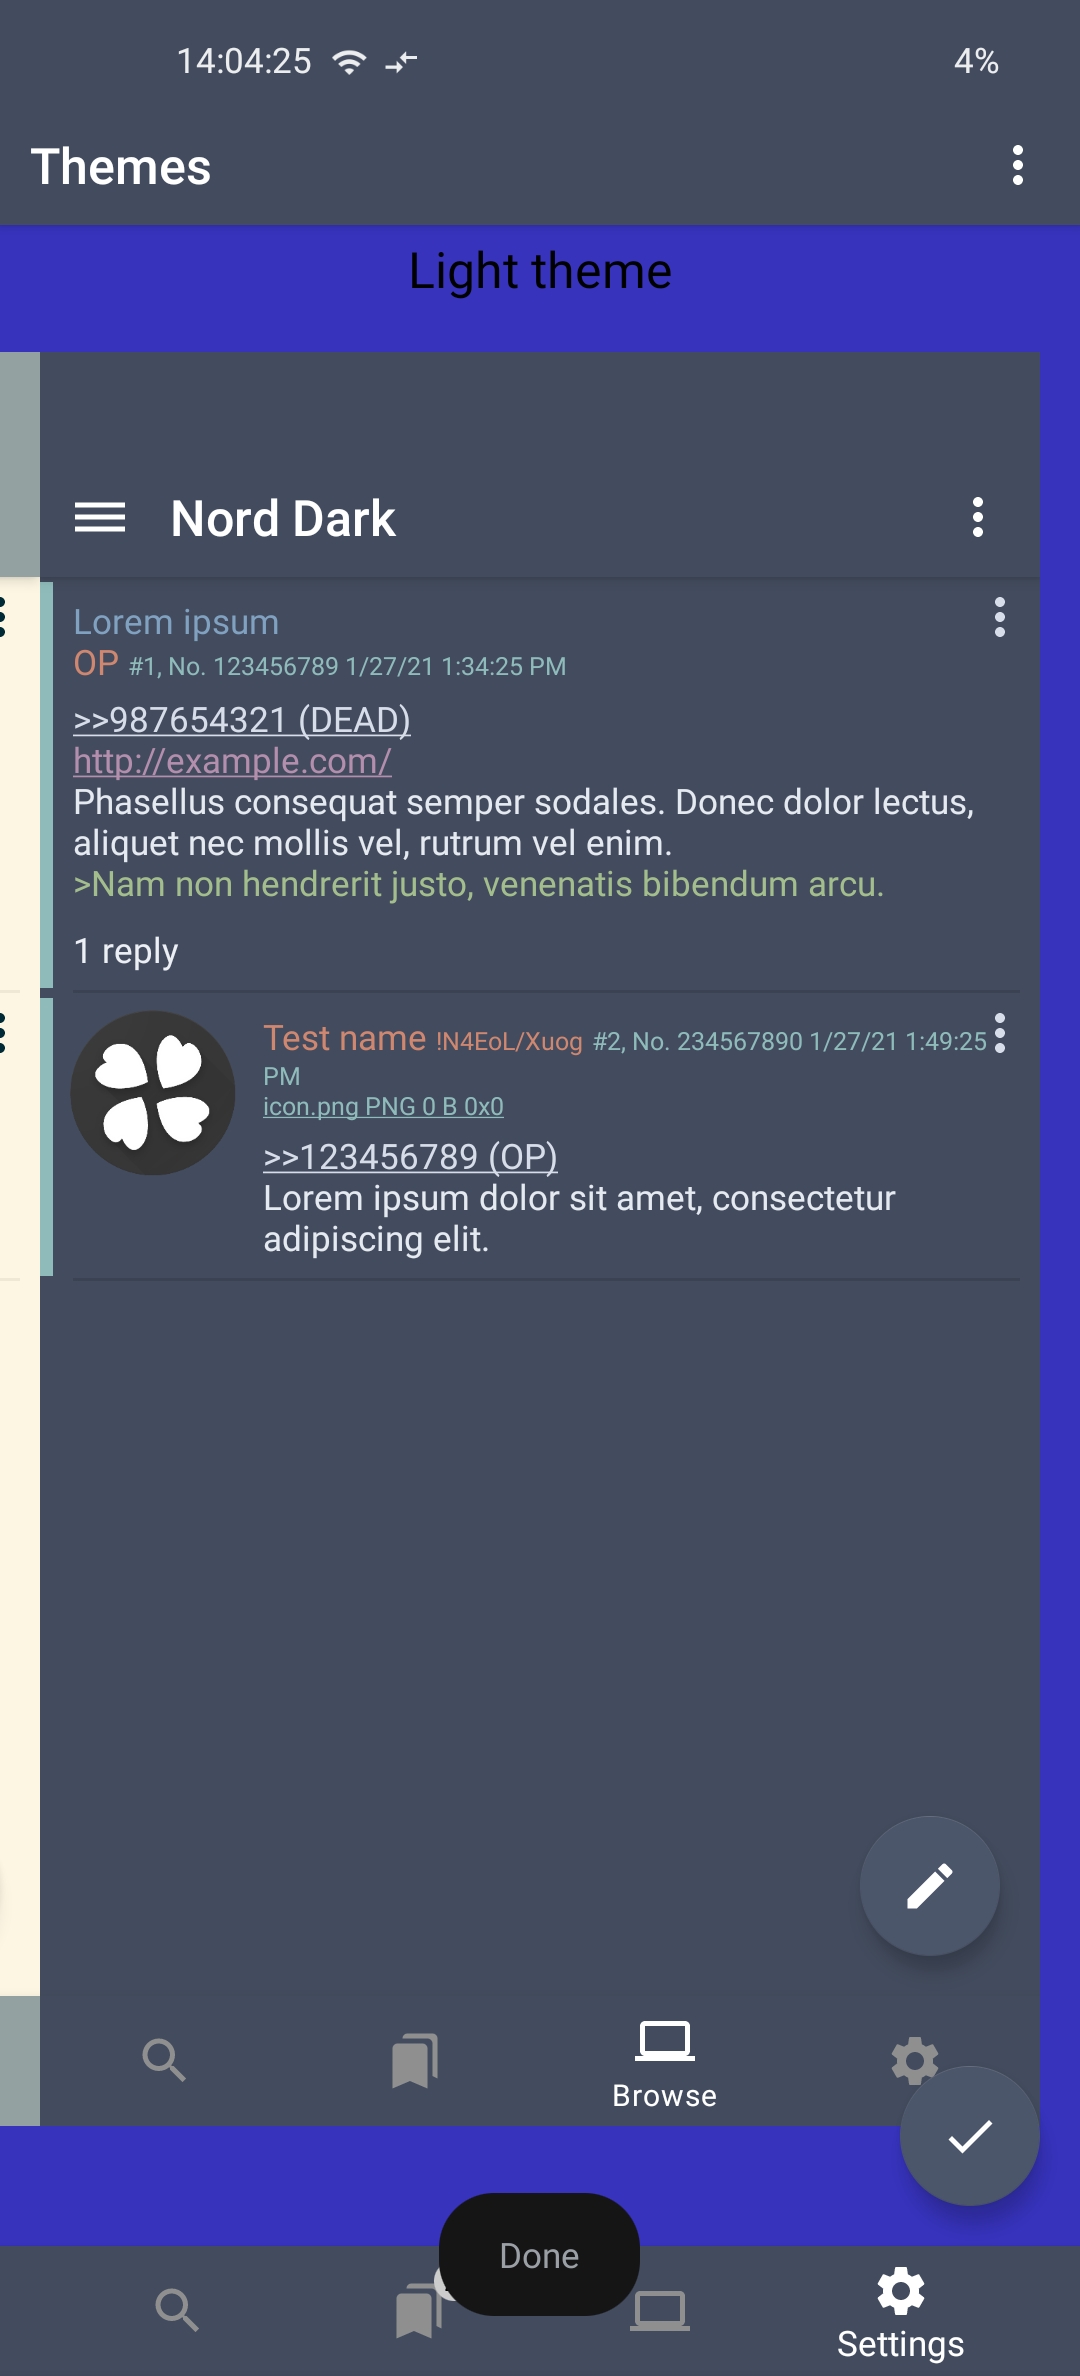 14:04:25
4%
Themes
Light theme
Nord Dark
Lorem ipsum
OP #1, No. 123456789 1/27/21 1:34:25 PM
>>987654321 (DEAD)
http://example.com/
Phasellus consequat semper sodales. Donec dolor lectus,
aliquet nec mollis vel, rutrum vel enim.
>Nam non hendrerit justo, venenatis bibendum arcu.
1 reply
Test name !N4EoL/Xuog #2, No. 234567890 1/27/21 1:49:25
PM
icon.png PNG 0 B 0x0
>>123456789 (OP)
Lorem ipsum dolor sit amet, consectetur
adipiscing elit.
Browse
Done
Settings